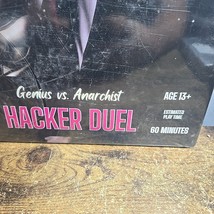 Genius vs. Anarchist
HACKER DUEL
AGE 13+
ESTIMATED
PLAY TIME
60 MINUTES